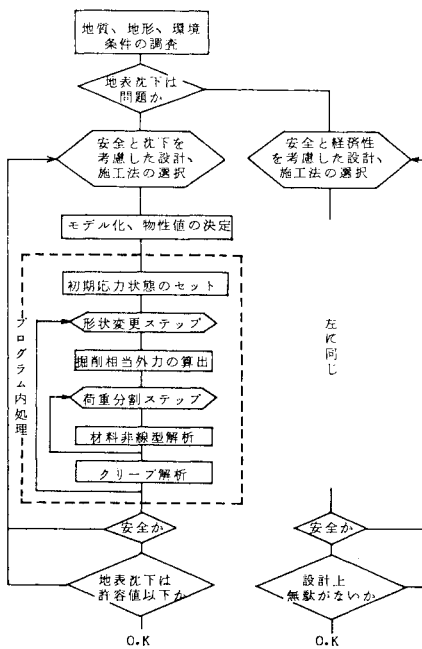 地質、地形、環境
条件の調査
地表沈下は
問題か
安全と沈下を
考慮した設計、
施工法の選択
安全と経済性
を考慮した設計、
施工法の選択
モデル化、物性値の決定
プログラム内処理
初期応力状態のセット
形状変更ステップ
掘削相当外力の算出
荷重分割ステップ
材料非線型解析
クリープ解析
左に同じ
安全か
地表沈下は
許容値以下か
O.K
安全か
設計上
無駄がないか
O.K